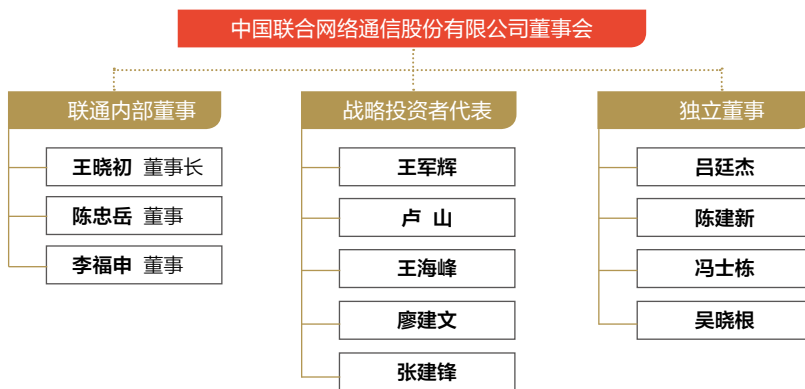 中国联合网络通信股份有限公司董事会
联通内部董事
王晓初 董事长
陈忠岳 董事
李福申 董事
战略投资者代表
王军辉
卢 山
王海峰
廖建文
张建锋
独立董事
吕廷杰
陈建新
冯士栋
吴晓根